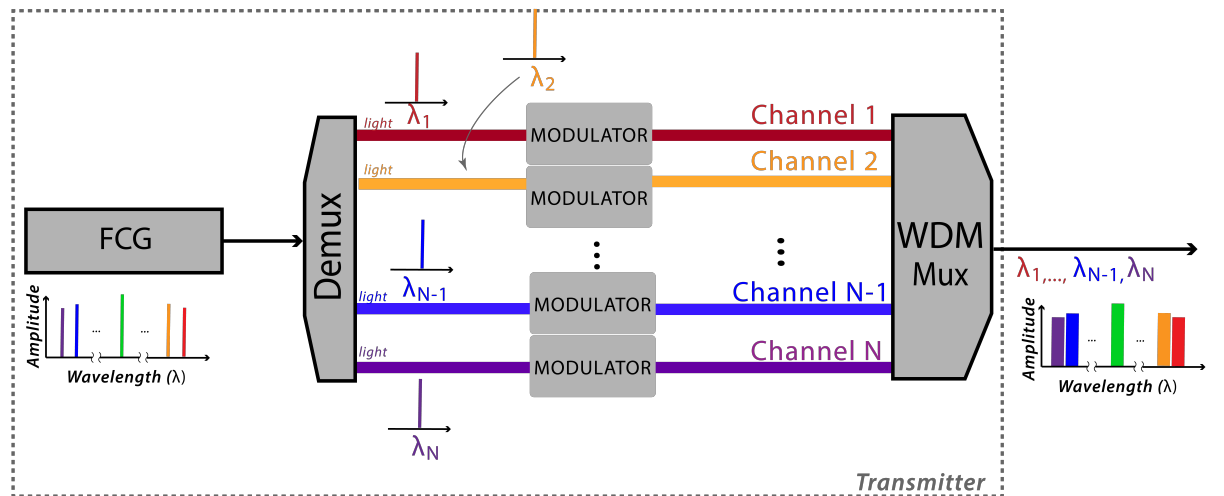 λ2
λ1
light
MODULATOR
Channel 1
light
MODULATOR
Channel 2
FCG
Demux
...
...
WDM
Mux
λN-1
λ1,..., λN-1, λN
light
MODULATOR
Channel N-1
light
MODULATOR
Channel N
Amplitude
...
...
Wavelength (λ)
Amplitude
...
...
Wavelength (λ)
λN
Transmitter